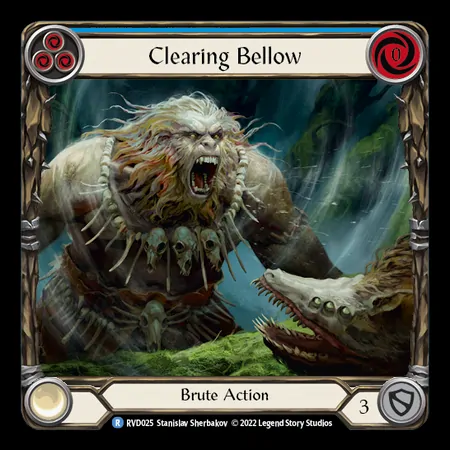 Clearing Bellow
0
Brute Action
3
R RVD025 Stanislav Sherbakov © 2022 Legend Story Studios